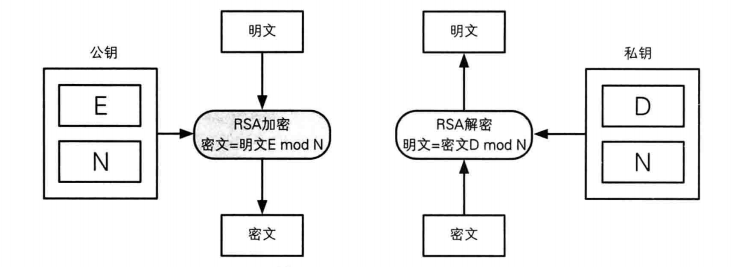 明文
明文
公钥
私钥
E
D
RSA加密
密文=明文E mod N
RSA解密
明文=密文D mod N
N
N
密文
密文